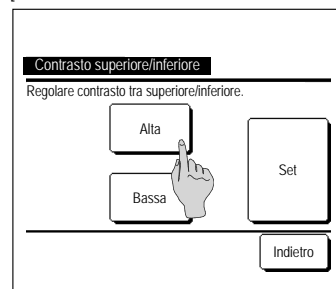 Contrasto superiore/inferiore
Regolare contrasto tra superiore/inferiore.
Alta
Set
Bassa
Indietro